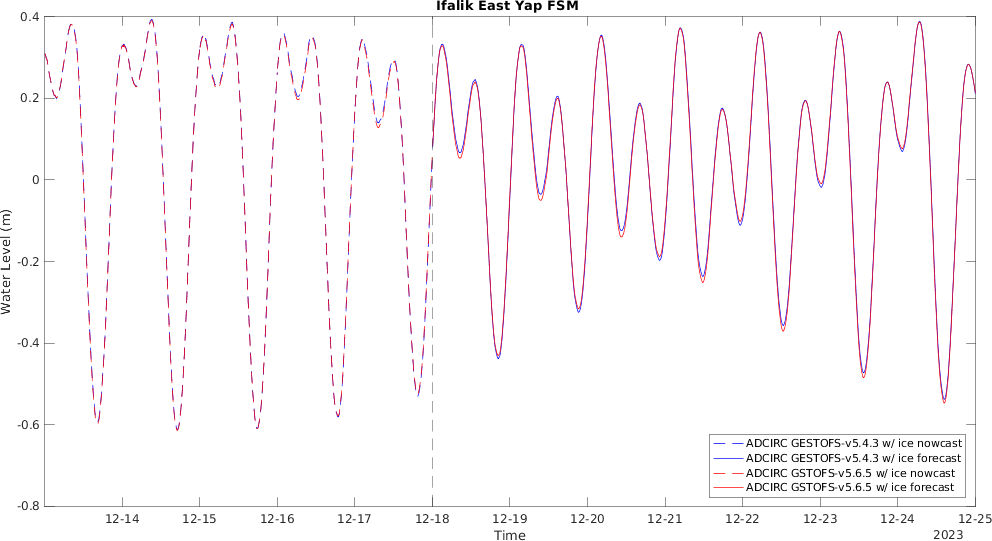 Ifalik East Yap FSM
0.4
0.2
0
-0.2
-0.4
-0.6
-0.8
Water Level (m)
ADCIRC GESTOFS-v5.4.3 w/ ice nowcast
ADCIRC GESTOFS-v5.4.3 w/ ice forecast
ADCIRC GSTOFS-v5.6.5 w/ ice nowcast
ADCIRC GSTOFS-v5.6.5 w/ ice forecast
12-14 12-15 12-16 12-17 12-18 12-19 12-20 12-21 12-22 12-23 12-24 12-25
Time
2023